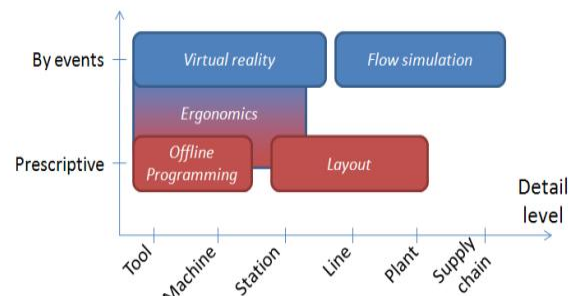 By events
Virtual reality
Flow simulation
Ergonomics
Prescriptive
Offline
Programming
Layout
Detail
level
Tool
Machine
Station
Line
Plant
Supply
chain